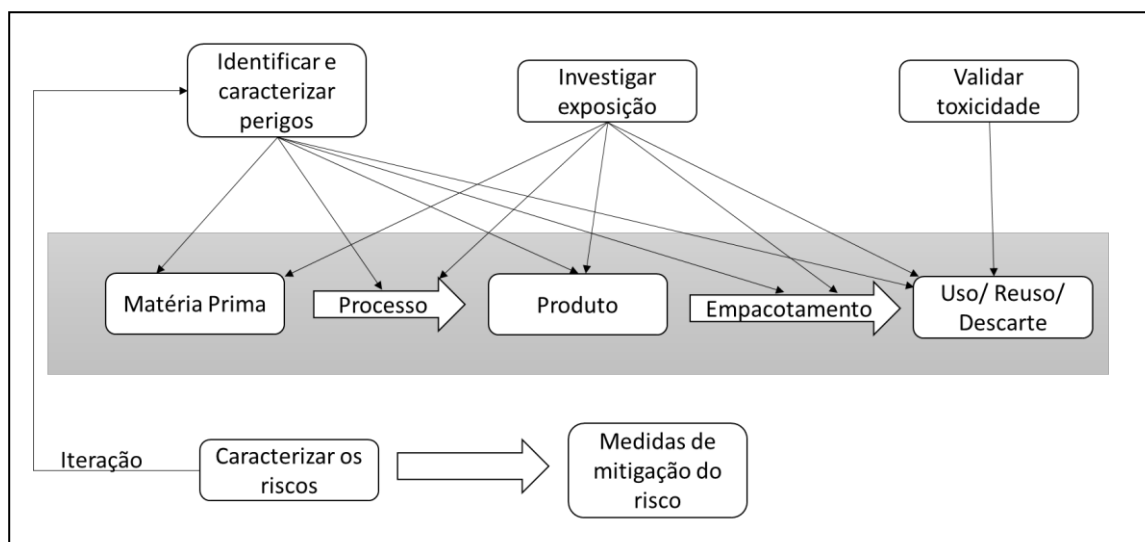 Identificar e
caracterizar
perigos
Investigar
exposição
Validar
toxicidade
Matéria Prima
Processo
Produto
Empacotamento
Uso/ Reuso/
Descarte
Iteração
Caracterizar os
riscos
Medidas de
mitigação do
risco